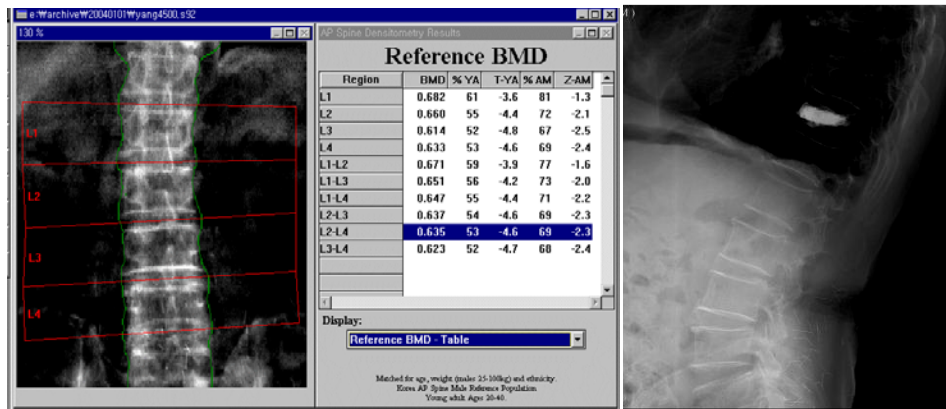 e:₩archive₩20040101₩yang4500.s92
130 %
L1
L2
L3
L4
AP Spine Densitometry Results
Reference BMD
Region BMD % YA T-YA % AM Z-AM
L1 0.682 61 -3.6 81 -1.3
L2 0.660 55 -4.4 72 -2.1
L3 0.614 52 -4.8 67 -2.5
L4 0.633 53 -4.6 69 -2.4
L1-L2 0.671 59 -3.9 77 -1.6
L1-L3 0.651 56 -4.2 73 -2.0
L1-L4 0.647 55 -4.4 71 -2.2
L2-L3 0.637 54 -4.6 69 -2.3
L2-L4 0.635 53 -4.6 69 -2.3
L3-L4 0.623 52 -4.7 68 -2.4
Display:
Reference BMD - Table
Matched for age, weight (males 25-100kg) and ethnicity.
Korea AP Spine Male Reference Population.
Young adult Ages 20-40.